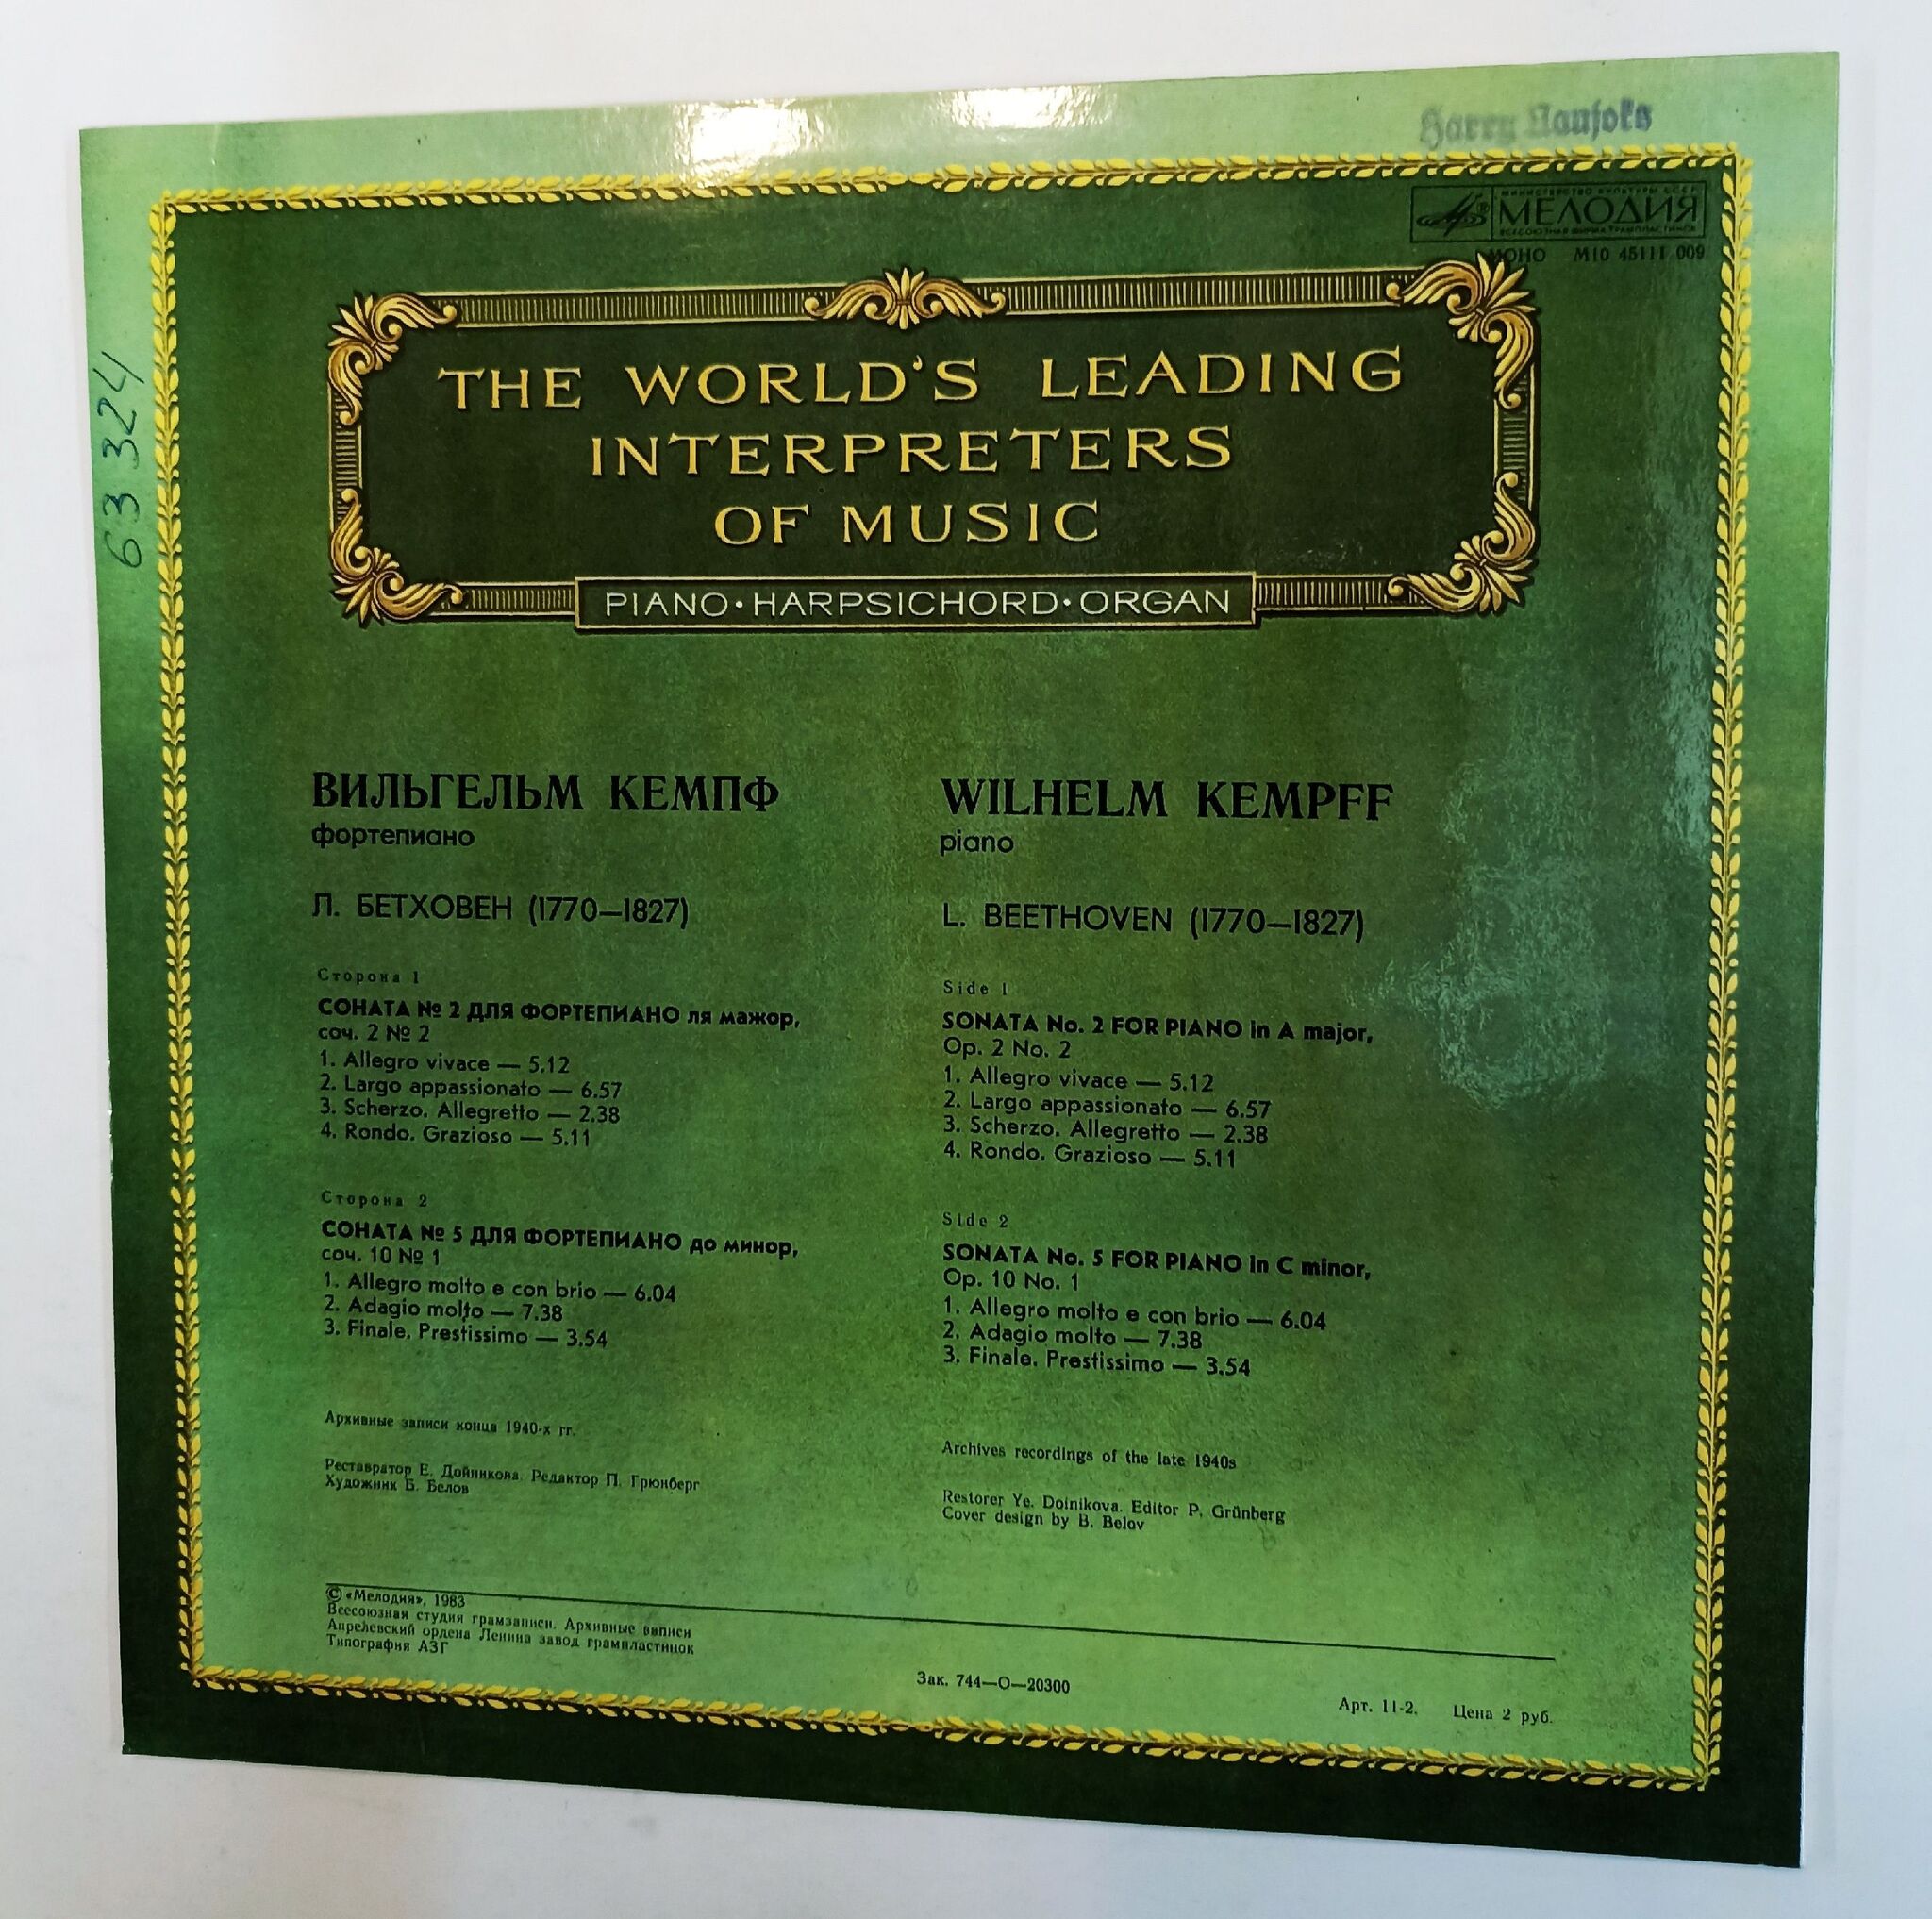 Harry Naujoks
63 324
МИНИСТЕРСТВО КУЛЬТУРЫ СССР
МЕЛОДИЯ
ВСЕСОЮЗНАЯ ФИРМА ГРАМПЛАСТИНОК
МОНО М10 45111 009
THE WORLD'S LEADING
INTERPRETERS
OF MUSIC
PIANO·HARPSICHORD·ORGAN
ВИЛЬГЕЛЬМ КЕМПФ
фортепиано
Л. БЕТХОВЕН (1770—1827)
Сторона 1
СОНАТА № 2 ДЛЯ ФОРТЕПИАНО ля мажор,
соч. 2 № 2
1. Allegro vivace — 5.12
2. Largo appassionato — 6.57
3. Scherzo. Allegretto — 2.38
4. Rondo. Grazioso — 5.11
Сторона 2
СОНАТА № 5 ДЛЯ ФОРТЕПИАНО до минор,
соч. 10 № 1
1. Allegro molto e con brio — 6.04
2. Adagio molto — 7.38
3. Finale. Prestissimo — 3.54
Архивные записи конца 1940-х гг.
Реставратор Е. Дойникова. Редактор П. Грюнберг
Художник Б. Белов
WILHELM KEMPFF
piano
L. BEETHOVEN (1770—1827)
Side 1
SONATA No. 2 FOR PIANO in A major,
Op. 2 No. 2
1. Allegro vivace — 5.12
2. Largo appassionato — 6.57
3. Scherzo. Allegretto — 2.38
4. Rondo. Grazioso — 5.11
Side 2
SONATA No. 5 FOR PIANO in C minor,
Op. 10 No. 1
1. Allegro molto e con brio — 6.04
2. Adagio molto — 7.38
3. Finale. Prestissimo — 3.54
Archives recordings of the late 1940s
Restorer Ye. Doinikova. Editor P. Grünberg
Cover design by B. Belov
© «Мелодия», 1983
Всесоюзная студия грамзаписи. Архивные записи
Апрелевский ордена Ленина завод грампластинок
Типография АЗГ
Зак. 744—О—20300
Арт. 11-2. Цена 2 руб.